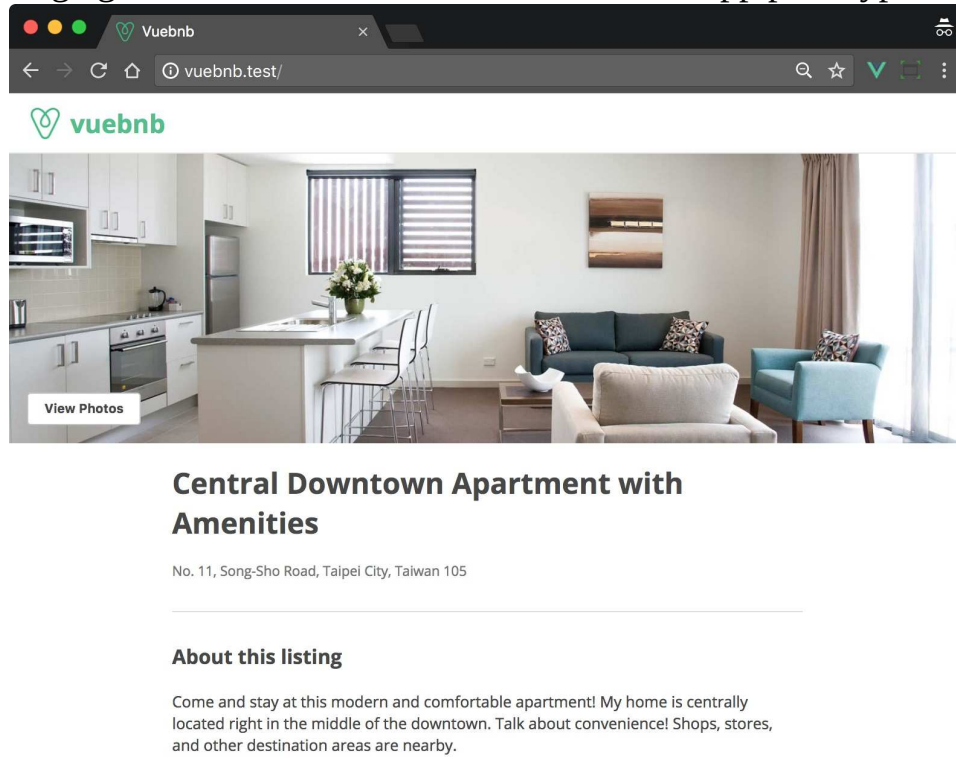 Vuebnb
vuebnb.test/
vuebnb
View Photos
Central Downtown Apartment with
Amenities
No. 11, Song-Sho Road, Taipei City, Taiwan 105
About this listing
Come and stay at this modern and comfortable apartment! My home is centrally
located right in the middle of the downtown. Talk about convenience! Shops, stores,
and other destination areas are nearby.